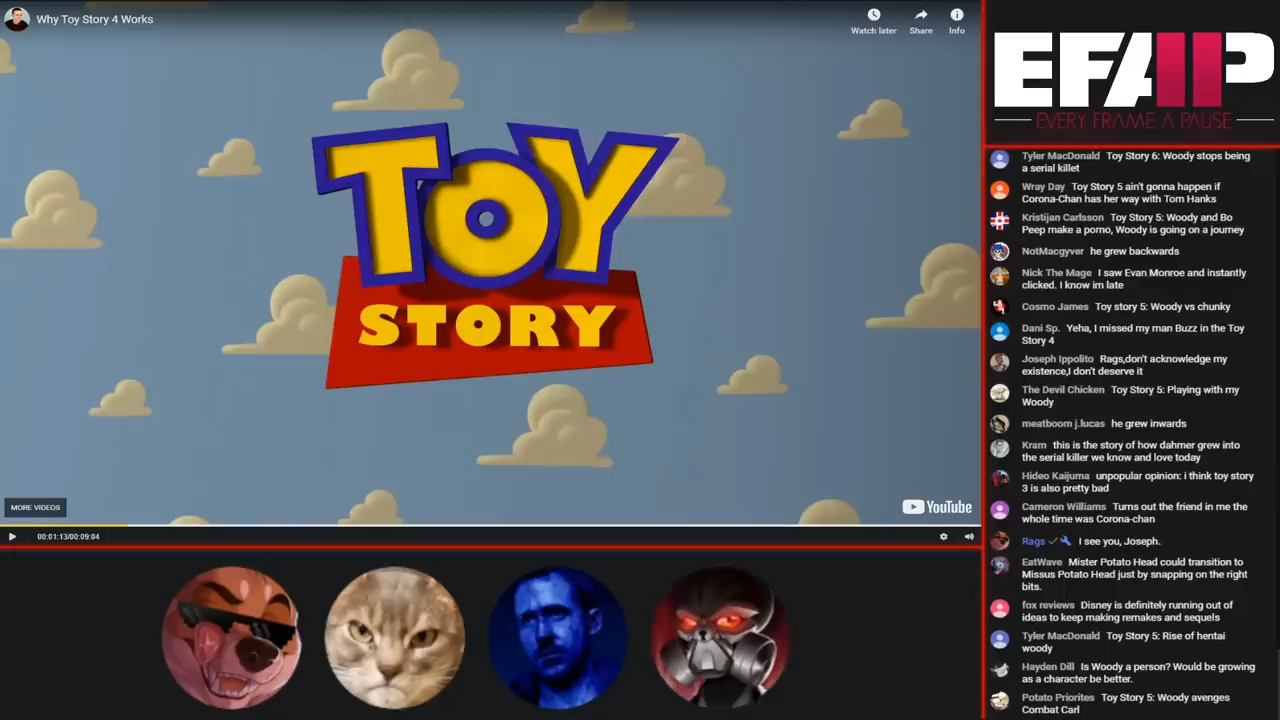 Why Toy Story 4 Works
Watch later
Share
Info
TOY
STORY
MORE VIDEOS
YouTube
00:01:13/00:09:04
EFAP
EVERY FRAME A PAUSE
Tyler MacDonald Toy Story 6: Woody stops being
a serial killet
Wray Day Toy Story 5 ain't gonna happen if
Corona-Chan has her way with Tom Hanks
Kristijan Carlsson Toy Story 5: Woody and Bo
Peep make a porno, Woody is going on a journey
NotMacgyver he grew backwards
Nick The Mage I saw Evan Monroe and instantly
clicked. I know im late
Cosmo James Toy story 5: Woody vs chunky
Dani Sp. Yeha, I missed my man Buzz in the Toy
Story 4
Joseph Ippolito Rags,don't acknowledge my
existence,I don't deserve it
The Devil Chicken Toy Story 5: Playing with my
Woody
meatboom j.lucas he grew inwards
Kram this is the story of how dahmer grew into
the serial killer we know and love today
Hideo Kaijuma unpopular opinion: i think toy story
3 is also pretty bad
Cameron Williams Turns out the friend in me the
whole time was Corona-chan
Rags I see you, Joseph.
EatWave Mister Potato Head could transition to
Missus Potato Head just by snapping on the right
bits.
fox reviews Disney is definitely running out of
ideas to keep making remakes and sequels
Tyler MacDonald Toy Story 5: Rise of hentai
woody
Hayden Dill Is Woody a person? Would be growing
as a character be better.
Potato Priorites Toy Story 5: Woody avenges
Combat Carl